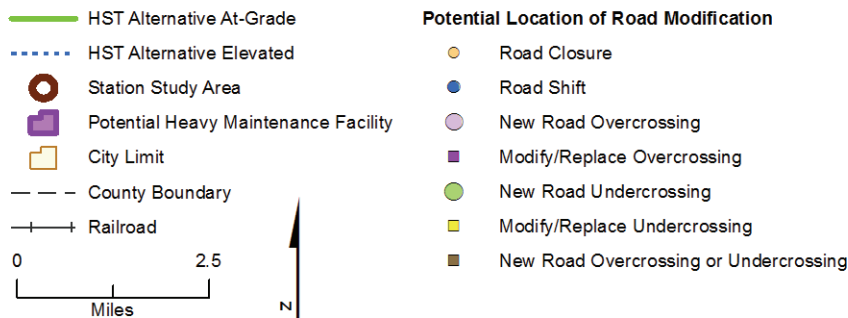 HST Alternative At-Grade
HST Alternative Elevated
Station Study Area
Potential Heavy Maintenance Facility
City Limit
County Boundary
Railroad
0 2.5
Miles
N
Potential Location of Road Modification
Road Closure
Road Shift
New Road Overcrossing
Modify/Replace Overcrossing
New Road Undercrossing
Modify/Replace Undercrossing
New Road Overcrossing or Undercrossing